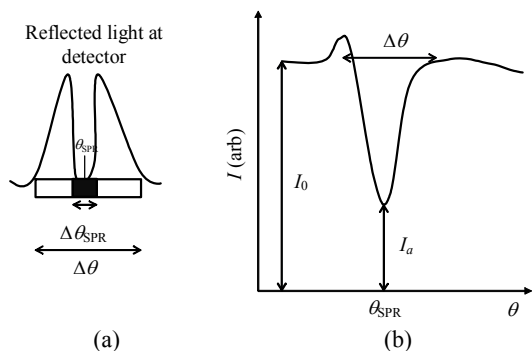 Reflected light at
detector
θSPR
ΔθSPR
Δθ
(a)
Δθ
I (arb)
I0
Ia
θSPR
θ
(b)